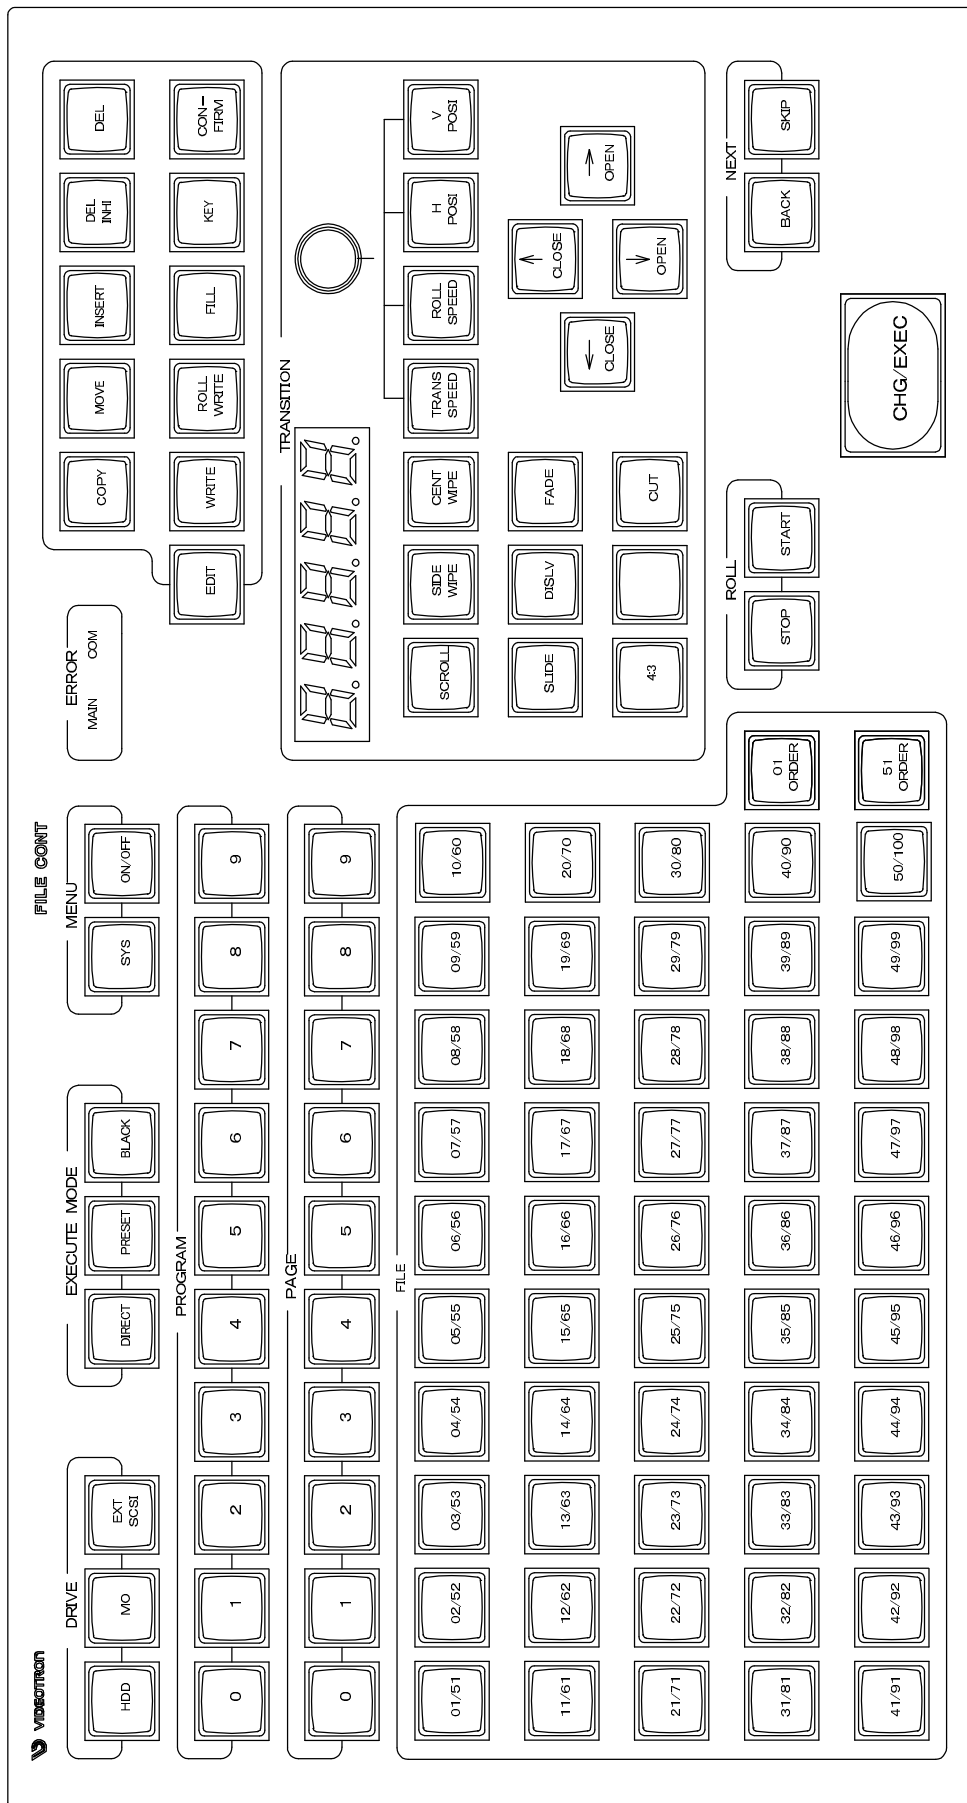 VIDEOTRON
FILE CONT
DRIVE
HDD
MO
EXT
SCSI
EXECUTE MODE
DIRECT
PRESET
BLACK
MENU
SYS
ON/OFF
ERROR
MAIN
COM
EDIT
COPY
MOVE
INSERT
DEL
INHI
DEL
WRITE
ROLL
WRITE
FILL
KEY
CON-
FIRM
PROGRAM
0
1
2
3
4
5
6
7
8
9
PAGE
0
1
2
3
4
5
6
7
8
9
TRANSITION
8.8.8.8.8.
SCROLL
SIDE
WIPE
CENT
WIPE
TRANS
SPEED
ROLL
SPEED
H
POSI
V
POSI
SLIDE
DISLV
FADE
↑
CLOSE
←
CLOSE
→
OPEN
4:3
CUT
↓
OPEN
FILE
01/51
02/52
03/53
04/54
05/55
06/56
07/57
08/58
09/59
10/60
11/61
12/62
13/63
14/64
15/65
16/66
17/67
18/68
19/69
20/70
21/71
22/72
23/73
24/74
25/75
26/76
27/77
28/78
29/79
30/80
31/81
32/82
33/83
34/84
35/85
36/86
37/87
38/88
39/89
40/90
01
ORDER
41/91
42/92
43/93
44/94
45/95
46/96
47/97
48/98
49/99
50/100
51
ORDER
ROLL
STOP
START
NEXT
BACK
SKIP
CHG/EXEC